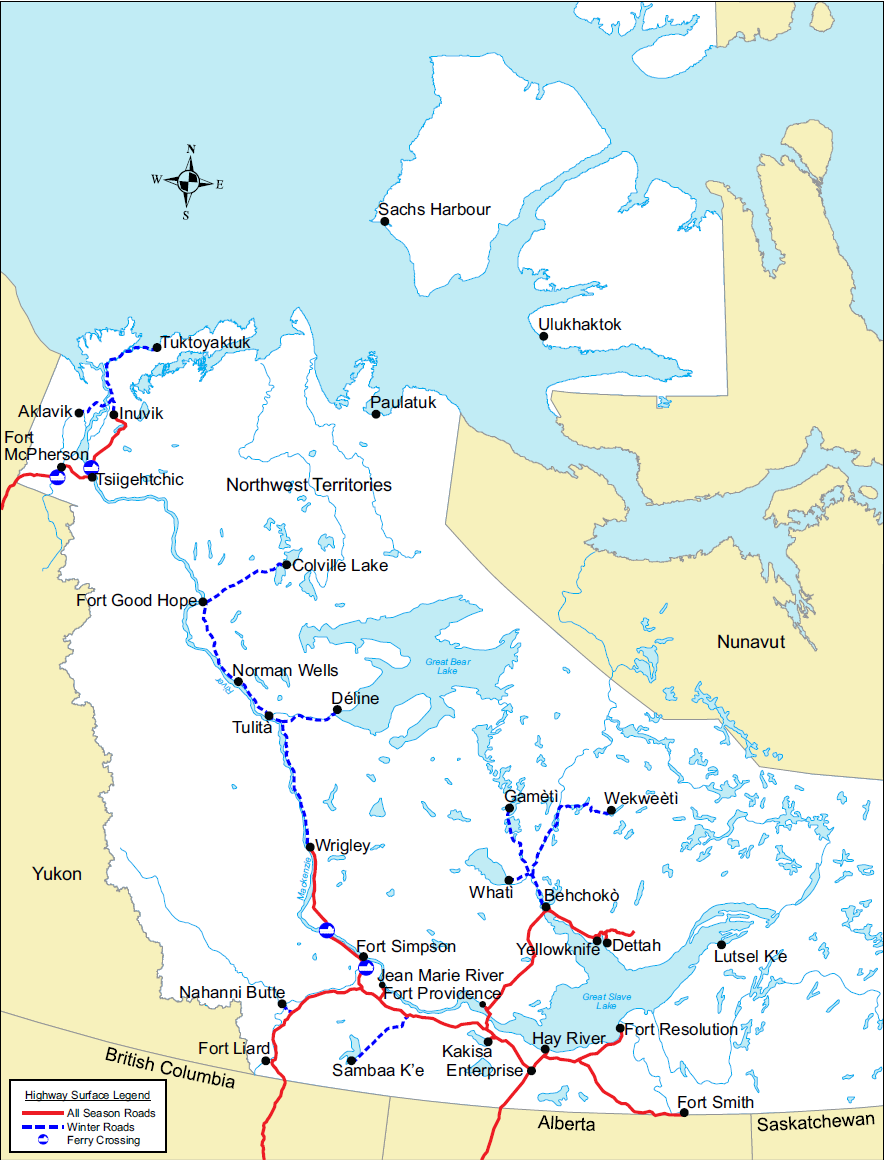 N
W
E
S
Sachs Harbour
Ulukhaktok
Tuktoyaktuk
Paulatuk
Aklavik
Inuvik
Fort
McPherson
Tsiigehtchic
Northwest Territories
Colville Lake
Fort Good Hope
Nunavut
Great Bear
Lake
Norman Wells
River
Déline
Tulita
Gamètì
Wekweètì
Wrigley
Yukon
Mackenzie
Whatì
Behchokò
Fort Simpson
Yellowknife
Dettah
Lutsel K'e
Jean Marie River
Nahanni Butte
Fort Providence
Great Slave
Lake
Fort Resolution
Hay River
Fort Liard
Kakisa
Sambaa K'e
Enterprise
British Columbia
Fort Smith
Alberta
Saskatchewan
Highway Surface Legend
All Season Roads
Winter Roads
Ferry Crossing